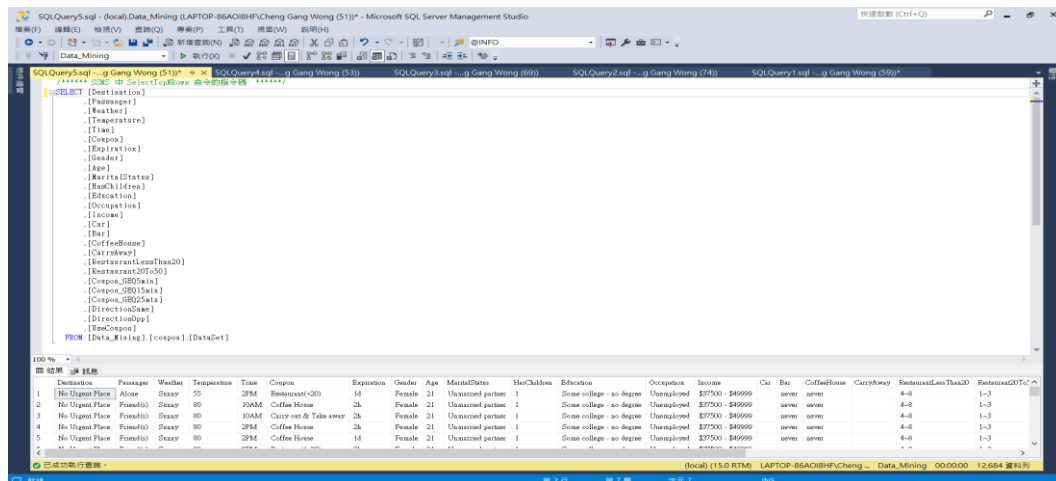 SQLQuery5.sql - (local).Data_Mining (LAPTOP-86AOI8HF\Cheng Gang Wong (51))* - Microsoft SQL Server Management Studio
快速啟動 (Ctrl+Q)
檔案(F) 編輯(E) 檢視(V) 查詢(Q) 專案(P) 工具(T) 視窗(W) 說明(H)
新增查詢(N) @INFO
Data_Mining 執行(X)
SQLQuery5.sql -...g Gang Wong (51))* SQLQuery4.sql -...g Gang Wong (53)) SQLQuery3.sql -...g Gang Wong (69)) SQLQuery2.sql -...g Gang Wong (74)) SQLQuery1.sql -...g Gang Wong (59))*
/****** SSMS 中 SelectTopNRows 命令的指令碼 ******/
SELECT [Destination]
,[Passanger]
,[Weather]
,[Temperature]
,[Time]
,[Coupon]
,[Expiration]
,[Gender]
,[Age]
,[MaritalStatus]
,[HasChildren]
,[Education]
,[Occupation]
,[Income]
,[Car]
,[Bar]
,[CoffeeHouse]
,[CarryAway]
,[RestaurantLessThan20]
,[Restaurant20To50]
,[Coupon_GEQ5min]
,[Coupon_GEQ15min]
,[Coupon_GEQ25min]
,[DirectionSame]
,[DirectionOpp]
,[UseCoupon]
FROM [Data_Mining].[coupon].[DataSet]
100 %
結果 訊息
Destination Passanger Weather Temperature Time Coupon Expiration Gender Age MaritalStatus HasChildren Education Occupation Income Car Bar CoffeeHouse CarryAway RestaurantLessThan20 Restaurant20To5
1 No Urgent Place Alone Sunny 55 2PM Restaurant(<20) 1d Female 21 Unmarried partner 1 Some college - no degree Unemployed $37500 - $49999 never never 4~8 1~3
2 No Urgent Place Friend(s) Sunny 80 10AM Coffee House 2h Female 21 Unmarried partner 1 Some college - no degree Unemployed $37500 - $49999 never never 4~8 1~3
3 No Urgent Place Friend(s) Sunny 80 10AM Carry out & Take away 2h Female 21 Unmarried partner 1 Some college - no degree Unemployed $37500 - $49999 never never 4~8 1~3
4 No Urgent Place Friend(s) Sunny 80 2PM Coffee House 2h Female 21 Unmarried partner 1 Some college - no degree Unemployed $37500 - $49999 never never 4~8 1~3
5 No Urgent Place Friend(s) Sunny 80 2PM Coffee House 1d Female 21 Unmarried partner 1 Some college - no degree Unemployed $37500 - $49999 never never 4~8 1~3
已成功執行查詢。 (local) (15.0 RTM) LAPTOP-86AOI8HF\Cheng ... Data_Mining 00:00:00 12,684 資料列